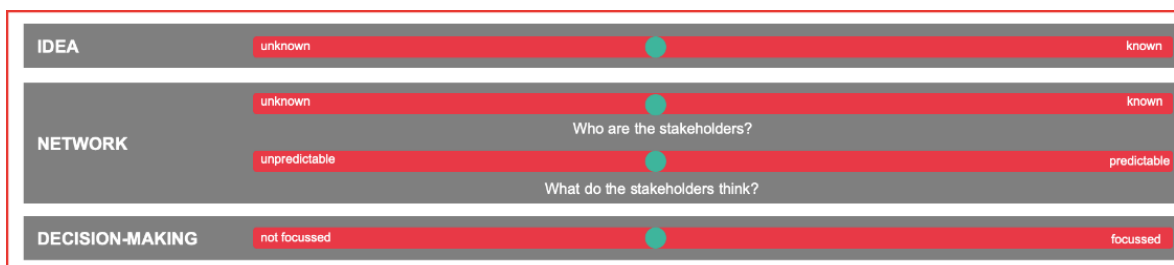 IDEA
unknown known
NETWORK
unknown known
Who are the stakeholders?
unpredictable predictable
What do the stakeholders think?
DECISION-MAKING
not focussed focussed